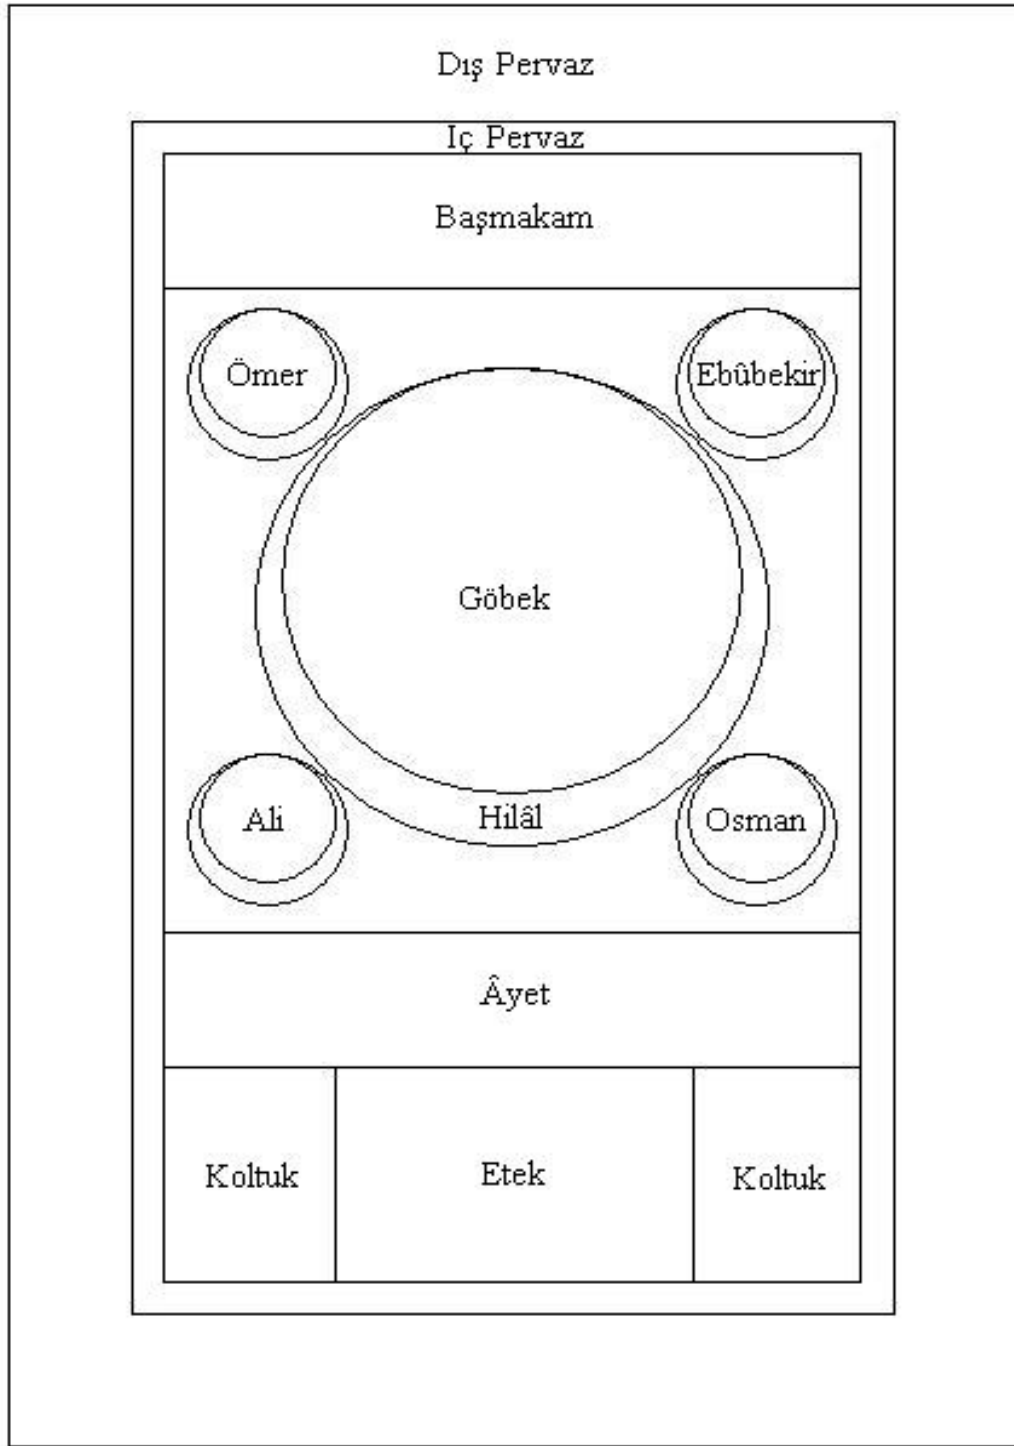 Dış Pervaz
Iç Pervaz
Başmakam
Ömer
Ebûbekir
Göbek
Ali
Hilâl
Osman
Âyet
Koltuk
Etek
Koltuk